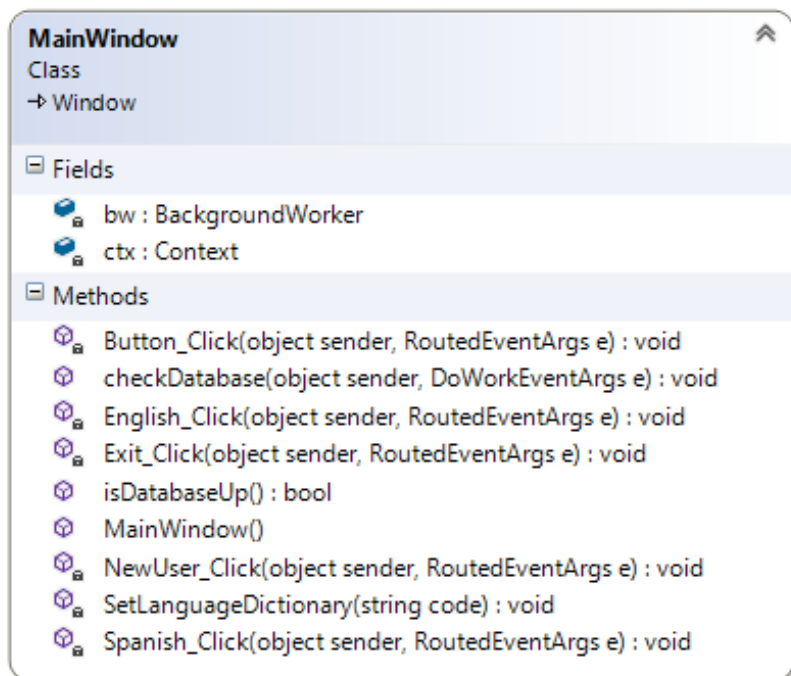 MainWindow
Class
Window
Fields
bw : BackgroundWorker
ctx : Context
Methods
Button_Click(object sender, RoutedEventArgs e) : void
checkDatabase(object sender, DoWorkEventArgs e) : void
English_Click(object sender, RoutedEventArgs e) : void
Exit_Click(object sender, RoutedEventArgs e) : void
isDatabaseUp() : bool
MainWindow()
NewUser_Click(object sender, RoutedEventArgs e) : void
SetLanguageDictionary(string code) : void
Spanish_Click(object sender, RoutedEventArgs e) : void